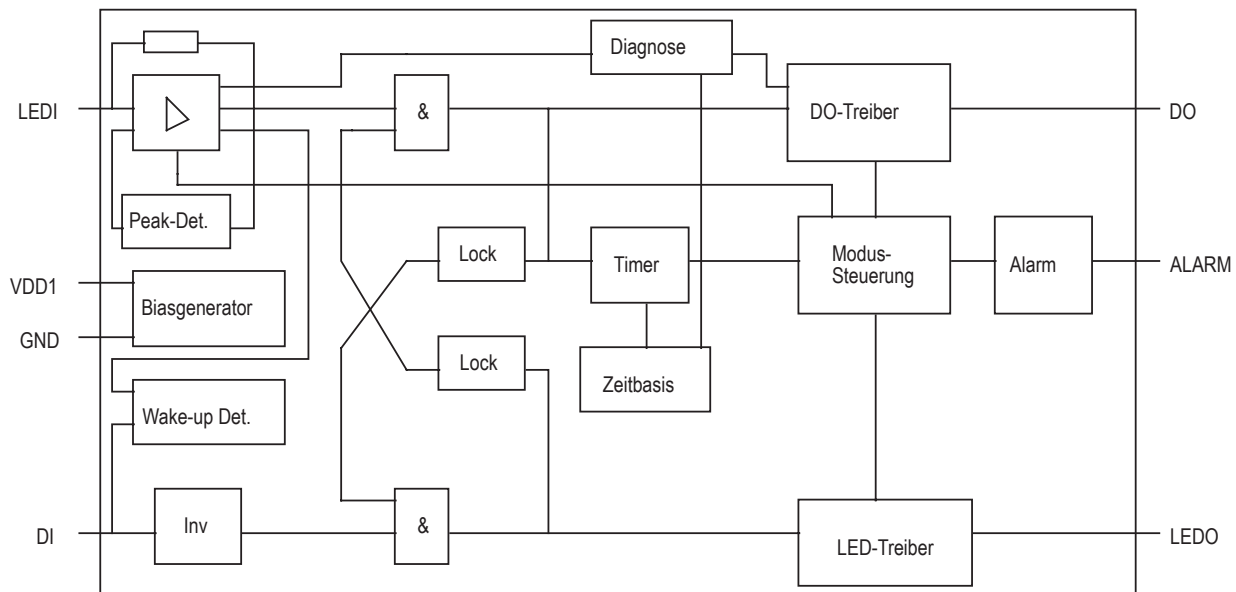 Diagnose
LEDI
&
DO-Treiber
DO
Peak-Det.
Lock
Timer
Modus-
Steuerung
Alarm
ALARM
VDD1
Biasgenerator
GND
Lock
Zeitbasis
Wake-up Det.
DI
Inv
&
LED-Treiber
LEDO